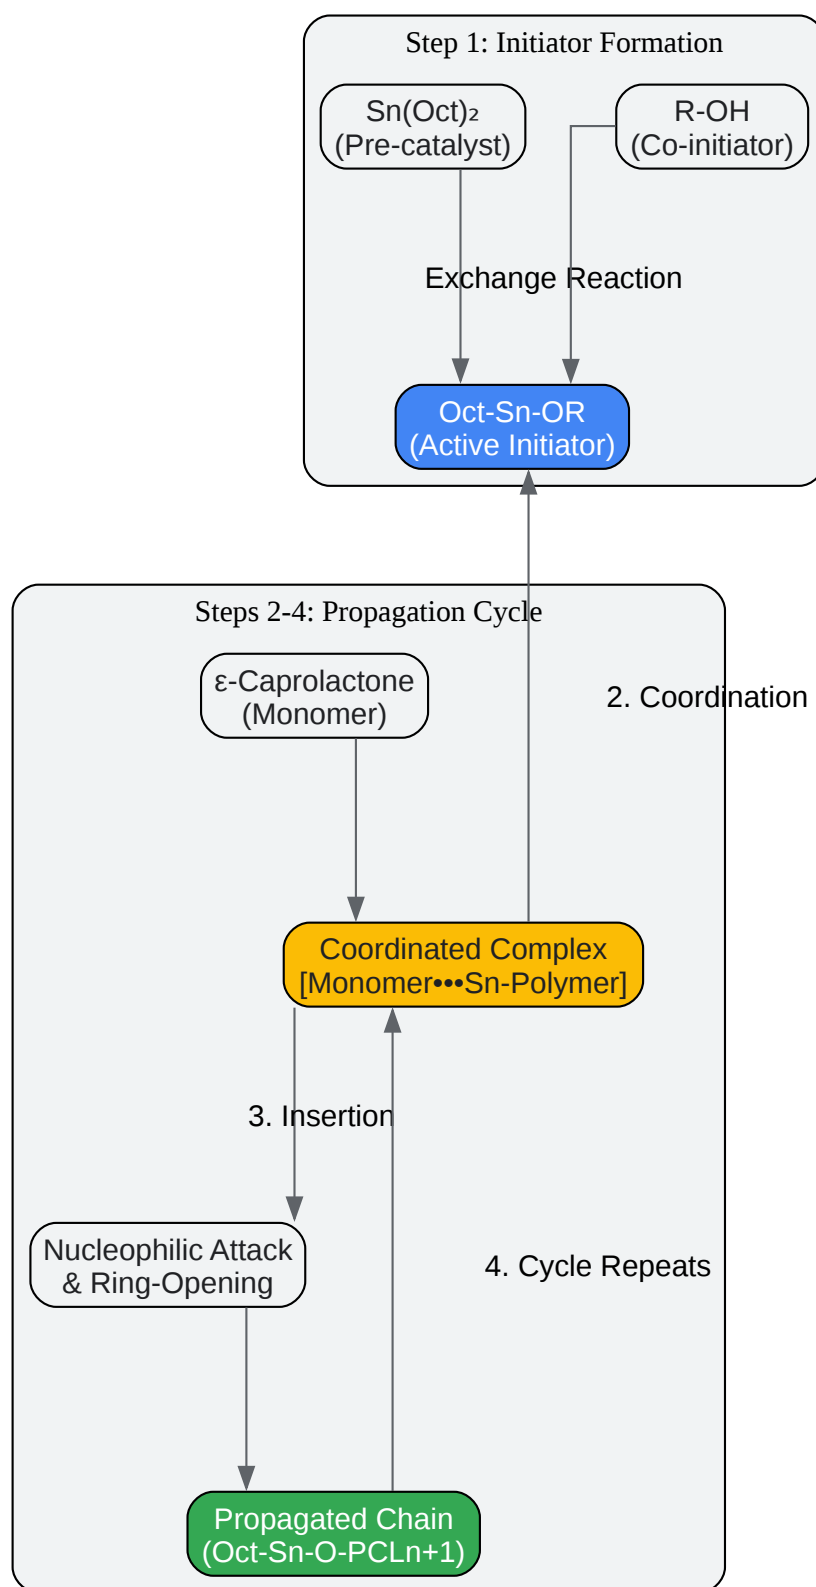 Step 1: Initiator Formation
Sn(Oct)₂
(Pre-catalyst)
R-OH
(Co-initiator)
Exchange Reaction
Oct-Sn-OR
(Active Initiator)
Steps 2-4: Propagation Cycle
ε-Caprolactone
(Monomer)
2. Coordination
Coordinated Complex
[Monomer•••Sn-Polymer]
3. Insertion
Nucleophilic Attack
& Ring-Opening
4. Cycle Repeats
Propagated Chain
(Oct-Sn-O-PCLn+1)